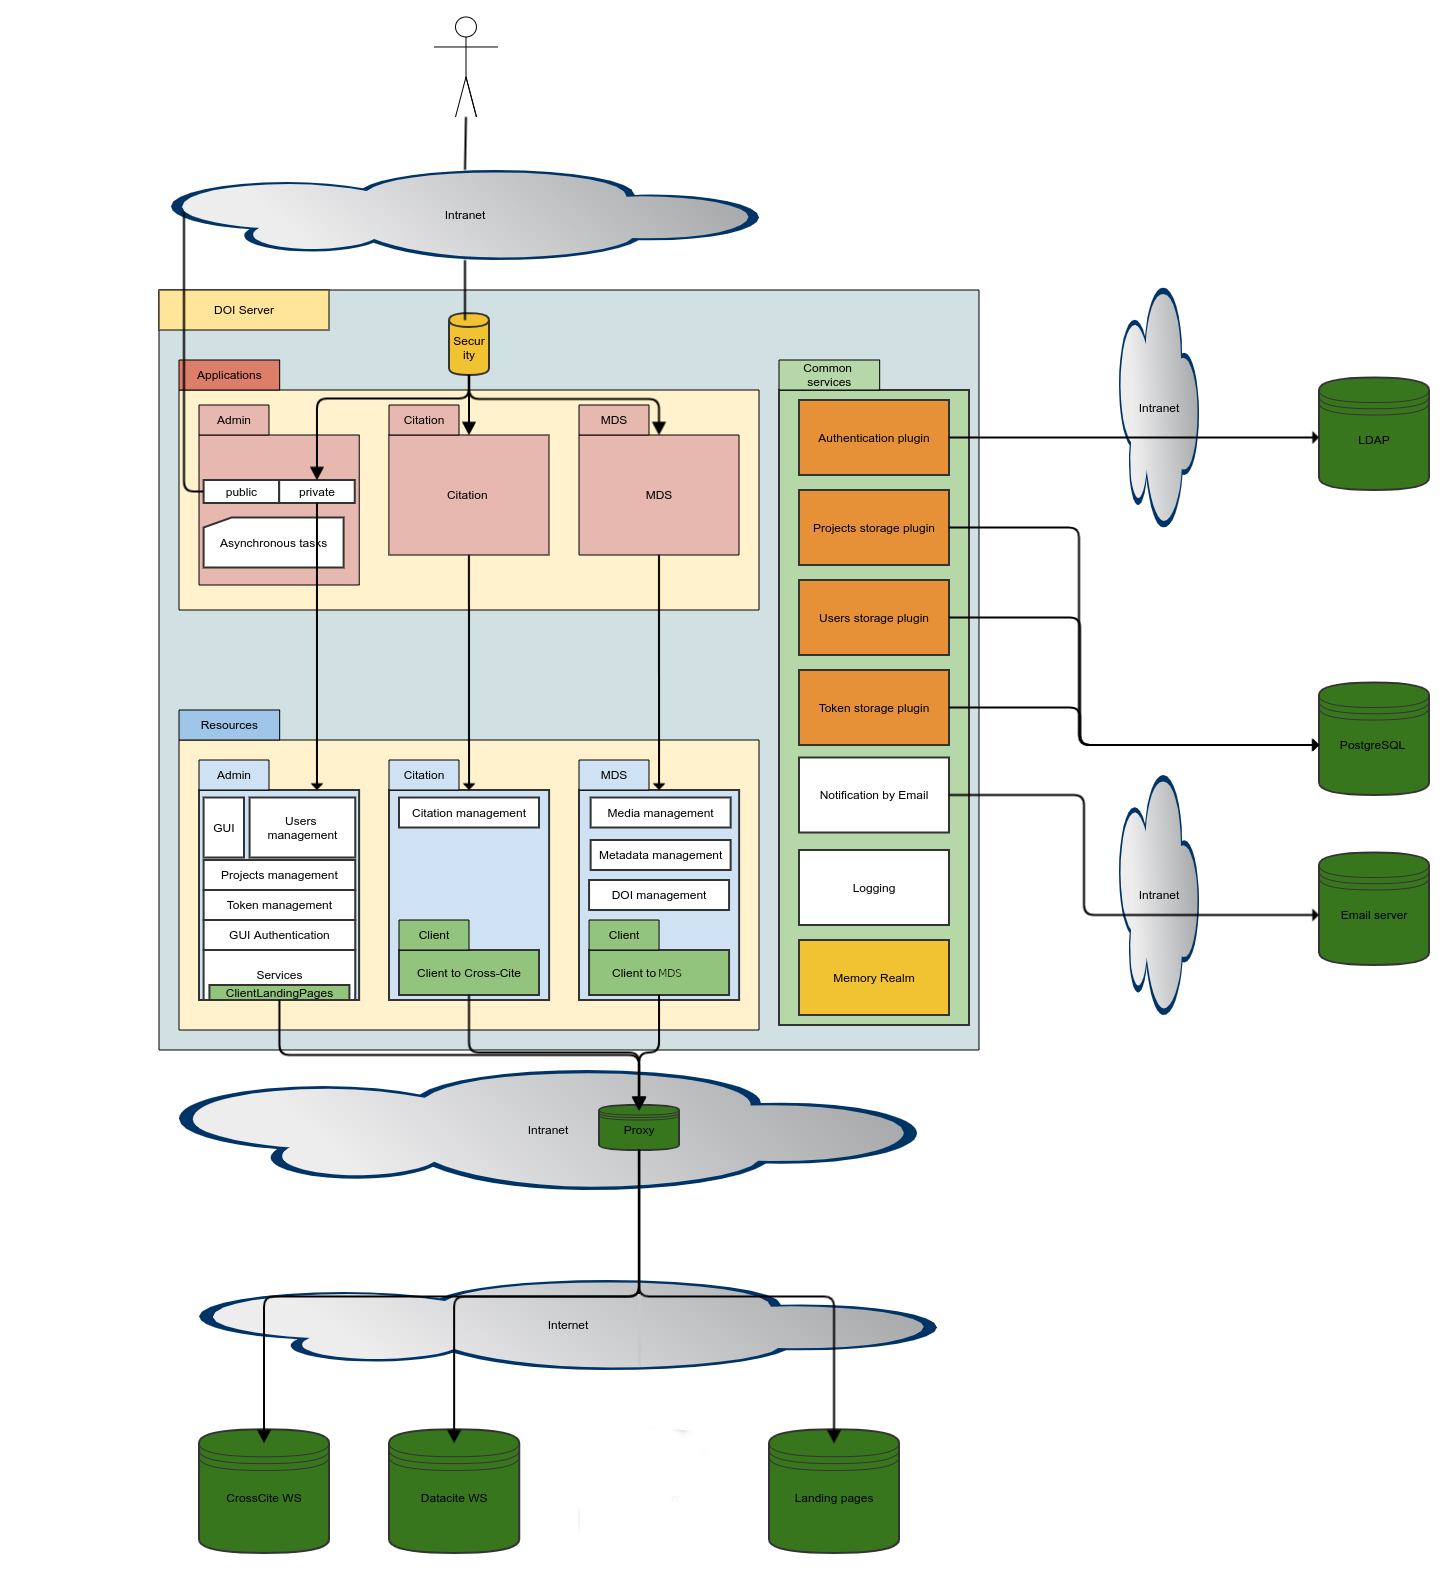 Intranet
DOI Server
Secur
ity
Applications
Admin
Citation
MDS
public
private
Asynchronous tasks
Citation
MDS
Resources
Admin
Citation
MDS
GUI
Users
management
Projects management
Token management
GUI Authentication
Services
ClientLandingPages
Citation management
Client
Client to Cross-Cite
Media management
Metadata management
DOI management
Client
Client to MDS
Common
services
Authentication plugin
Projects storage plugin
Users storage plugin
Token storage plugin
Notification by Email
Logging
Memory Realm
Intranet
LDAP
PostgreSQL
Intranet
Email server
Intranet
Proxy
Internet
CrossCite WS
Datacite WS
Landing pages